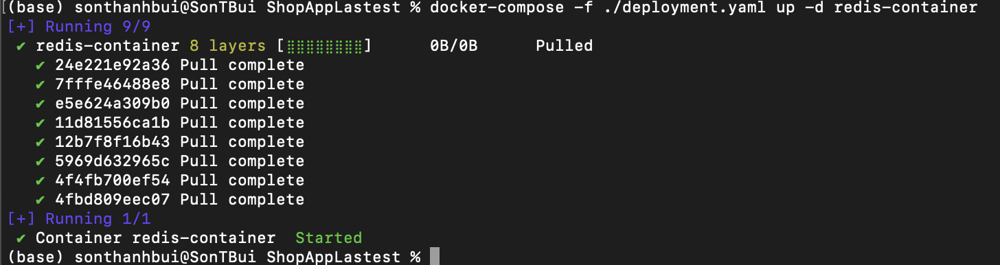 (base) sonthanhbui@SonTBui ShopAppLastest % docker-compose -f ./deployment.yaml up -d redis-container
[+] Running 9/9
✔ redis-container 8 layers [⣿⣿⣿⣿⣿⣿⣿⣿] 0B/0B Pulled
✔ 24e221e92a36 Pull complete
✔ 7fffe46488e8 Pull complete
✔ e5e624a309b0 Pull complete
✔ 11d81556ca1b Pull complete
✔ 12b7f8f16b43 Pull complete
✔ 5969d632965c Pull complete
✔ 4f4fb700ef54 Pull complete
✔ 4fbd809eec07 Pull complete
[+] Running 1/1
✔ Container redis-container Started
(base) sonthanhbui@SonTBui ShopAppLastest %